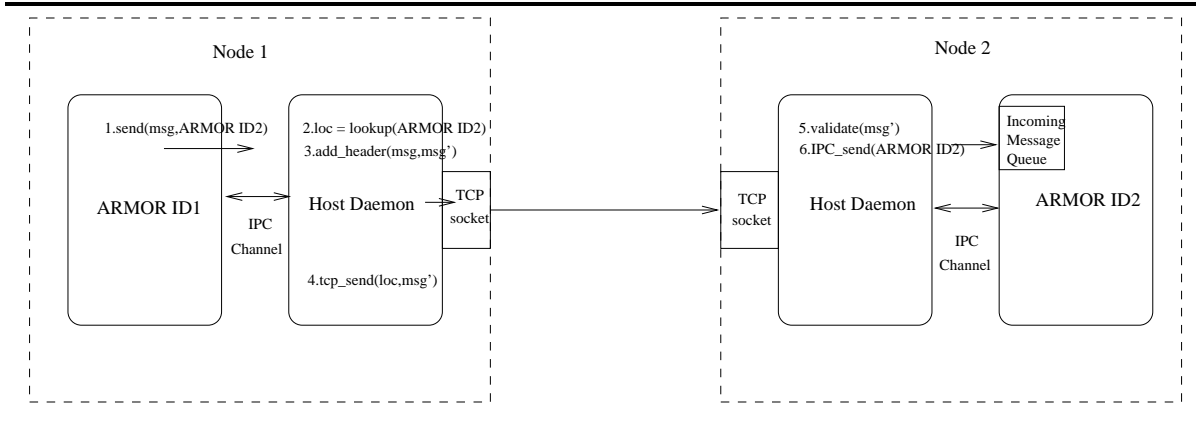 Node 1
1.send(msg,ARMOR ID2)
ARMOR ID1
IPC
Channel
2.loc = lookup(ARMOR ID2)
3.add_header(msg,msg’)
Host Daemon
4.tcp_send(loc,msg’)
TCP
socket
Node 2
TCP
socket
5.validate(msg’)
6.IPC_send(ARMOR ID2)
Host Daemon
IPC
Channel
Incoming
Message
Queue
ARMOR ID2